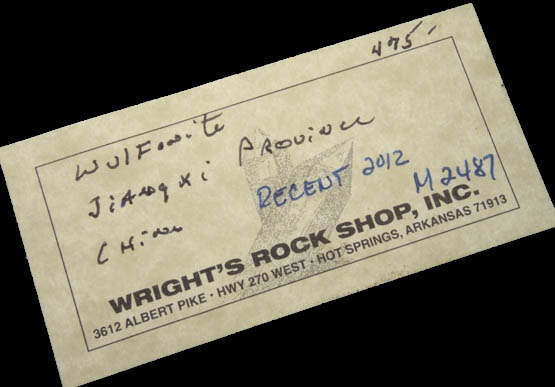 475-
Wulfenite
Jiangxi Province
China
RECENT 2012
M2487
WRIGHT'S ROCK SHOP, INC.
3612 ALBERT PIKE · HWY 270 WEST · HOT SPRINGS, ARKANSAS 71913